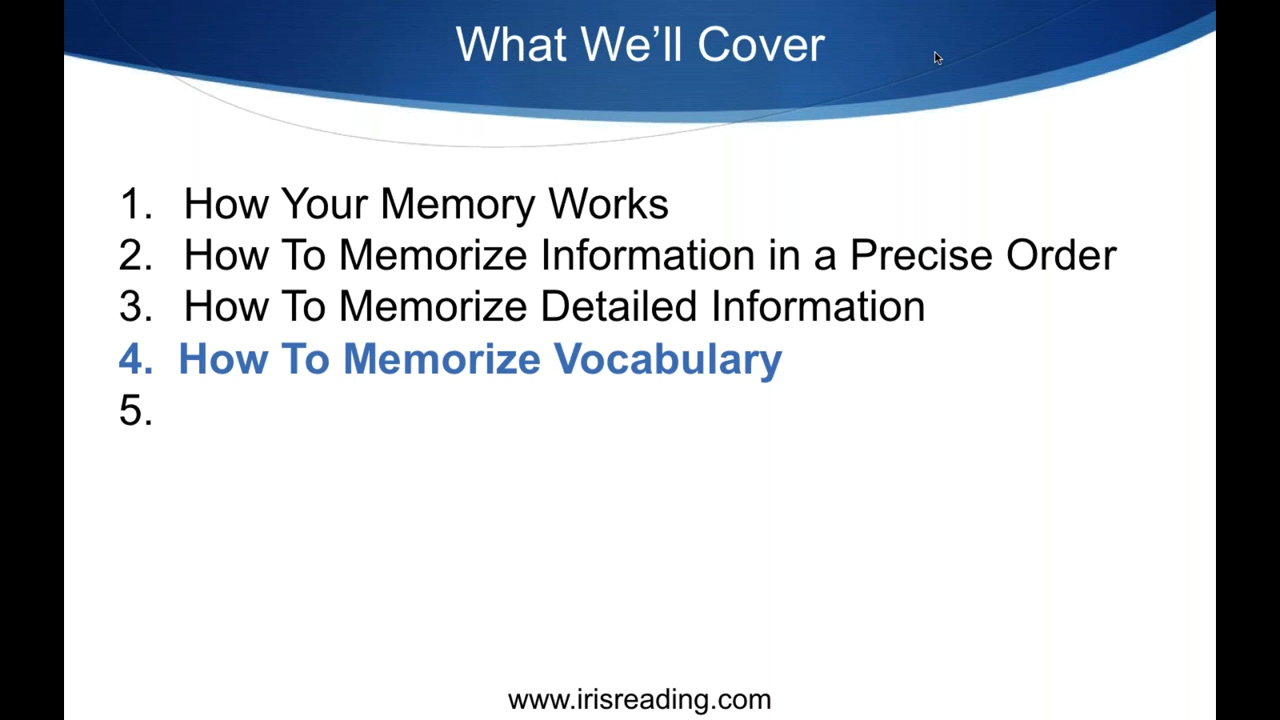 What We’ll Cover
1. How Your Memory Works
2. How To Memorize Information in a Precise Order
3. How To Memorize Detailed Information
4. How To Memorize Vocabulary
5.
www.irisreading.com